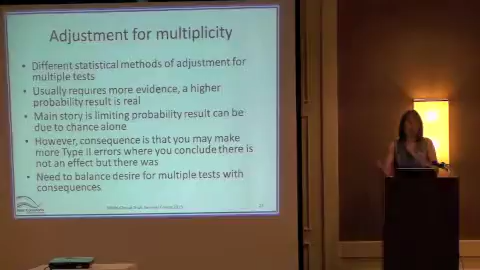 Adjustment for multiplicity
• Different statistical methods of adjustment for
multiple tests
• Usually requires more evidence, a higher
probability result is real
• Main story is limiting probability result can be
due to chance alone
• However, consequence is that you may make
more Type II errors where you conclude there is
not an effect but there was
• Need to balance desire for multiple tests with
consequences